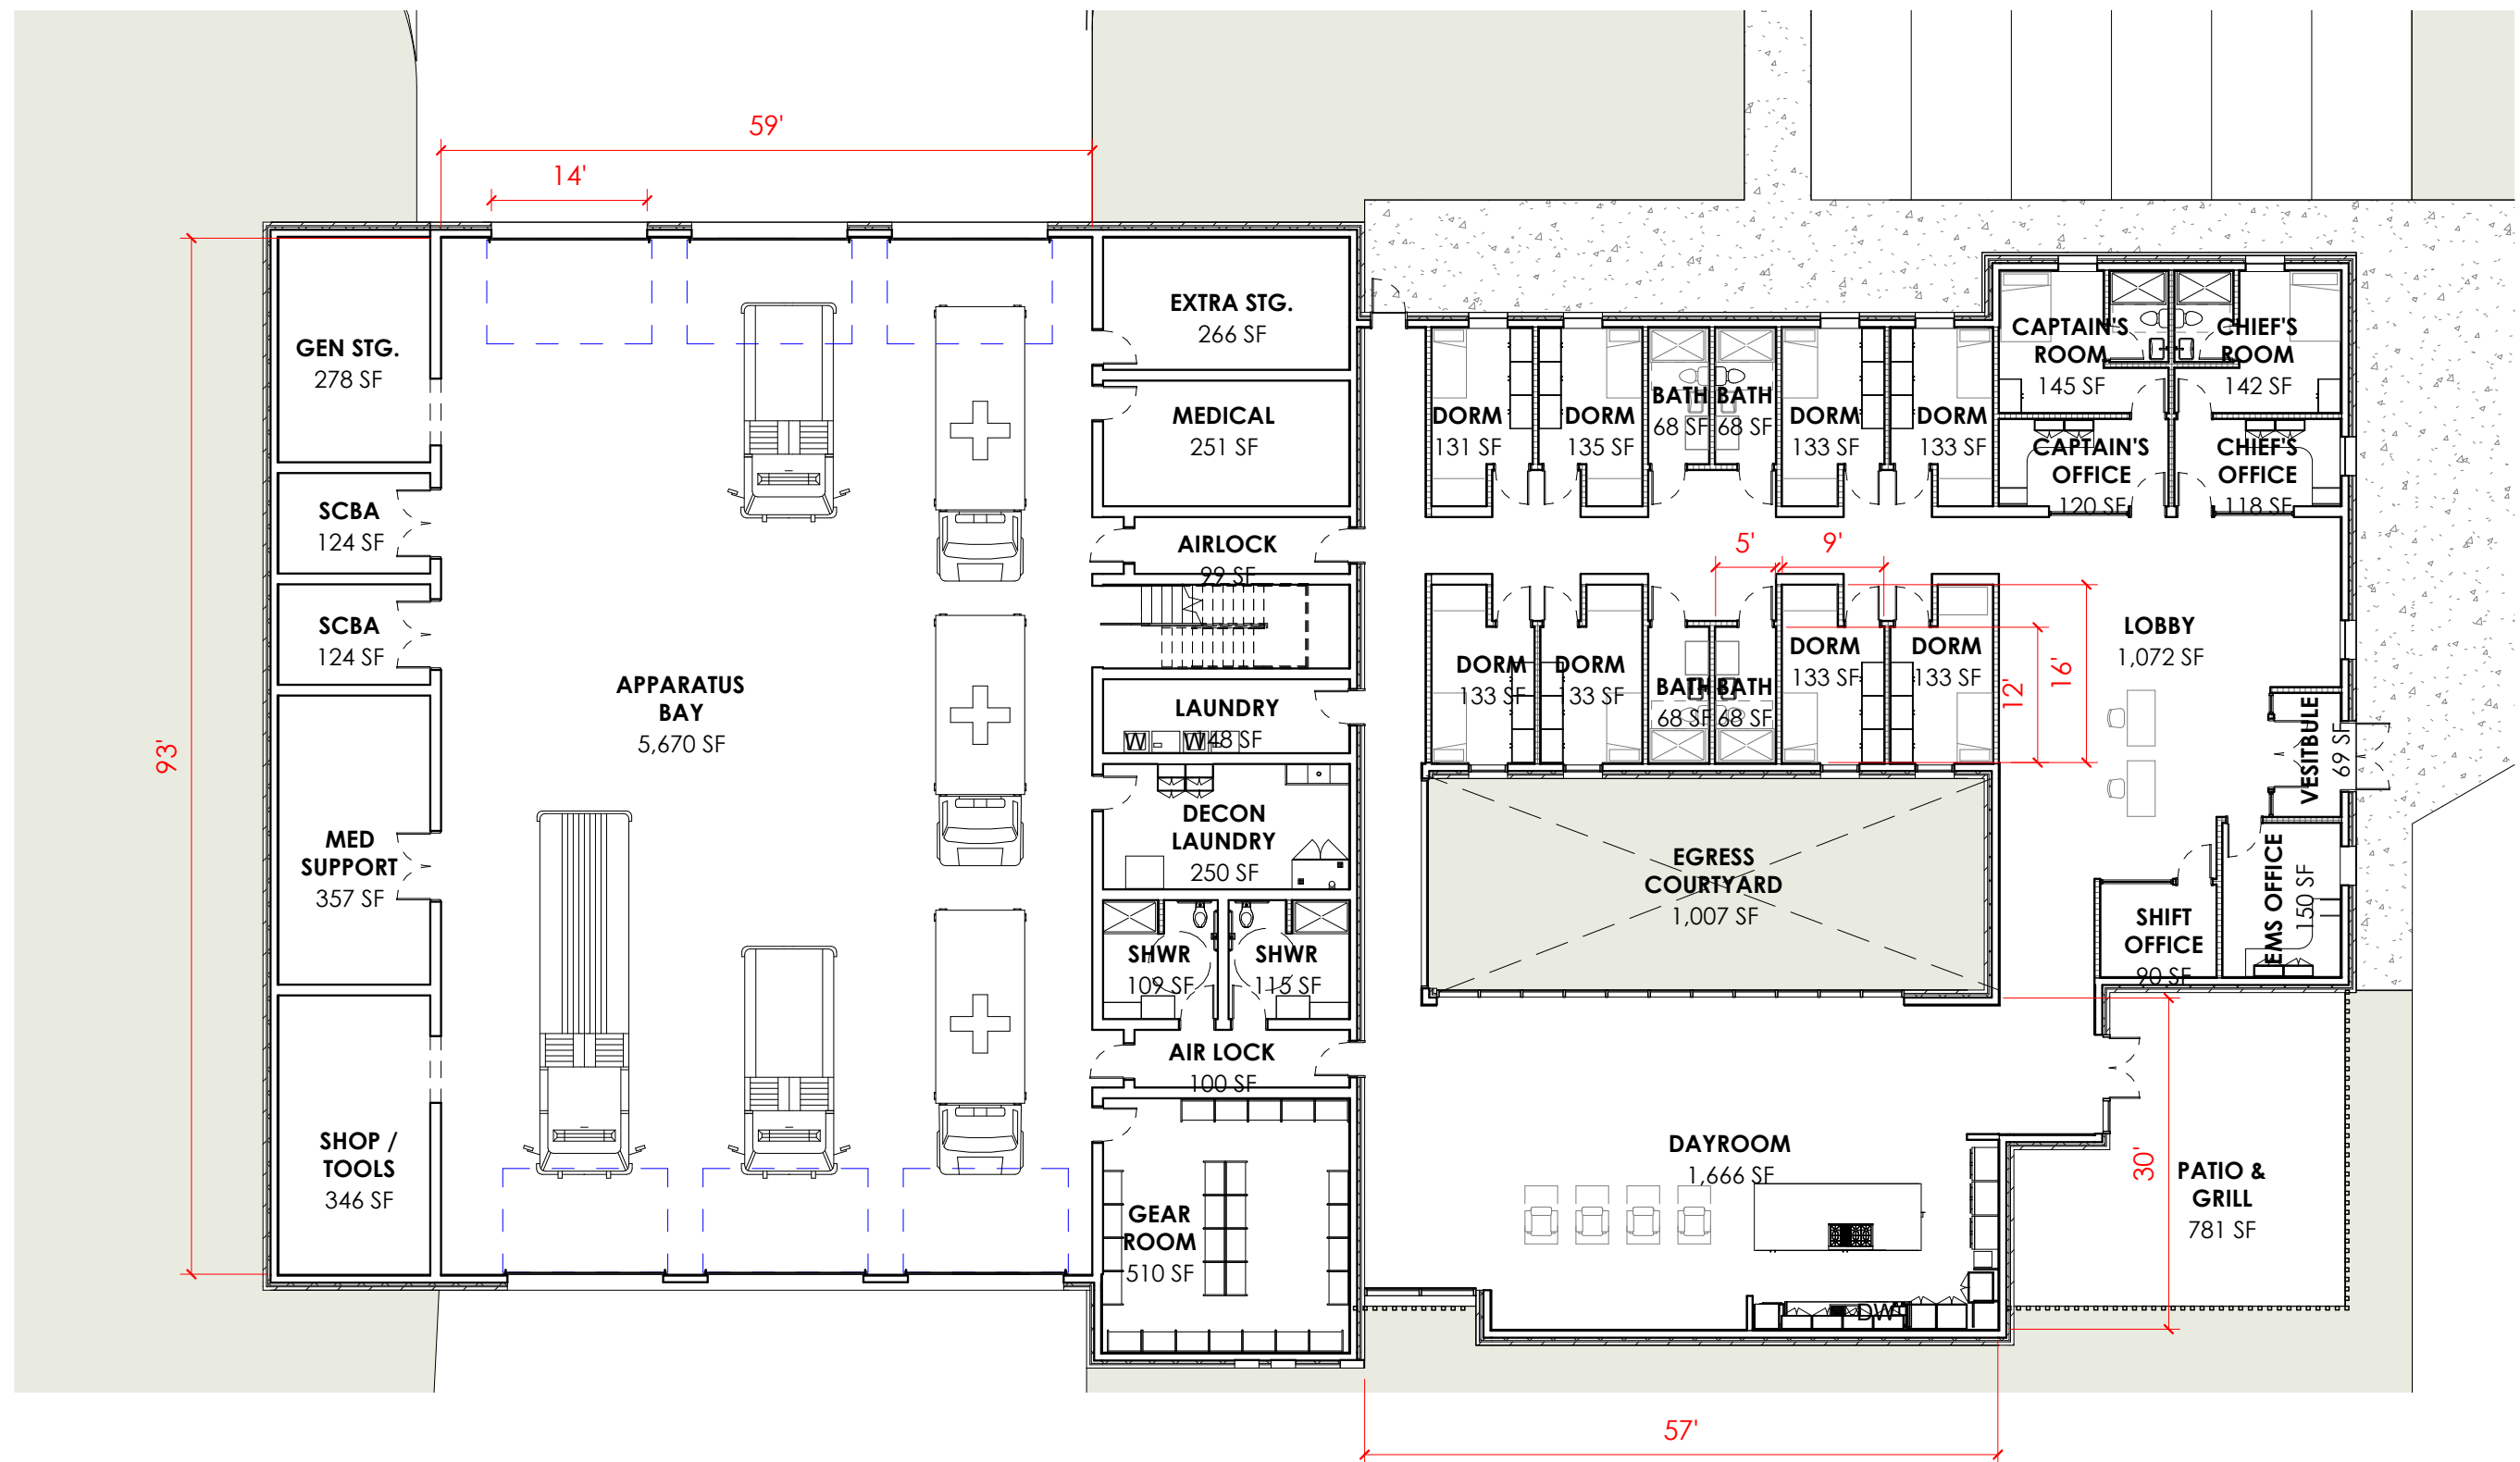 59'
14'
93'
GEN STG.
278 SF
SCBA
124 SF
SCBA
124 SF
MED
SUPPORT
357 SF
SHOP /
TOOLS
346 SF
APPARATUS
BAY
5,670 SF
EXTRA STG.
266 SF
MEDICAL
251 SF
AIRLOCK
99 SF
LAUNDRY
148 SF
W
W
DECON
LAUNDRY
250 SF
SHWR
109 SF
SHWR
115 SF
AIR LOCK
100 SF
GEAR
ROOM
510 SF
DORM
131 SF
DORM
135 SF
BATH
68 SF
BATH
68 SF
DORM
133 SF
DORM
133 SF
CAPTAIN'S
ROOM
145 SF
CHIEF'S
ROOM
142 SF
CAPTAIN'S
OFFICE
120 SF
CHIEF'S
OFFICE
118 SF
5'
9'
DORM
133 SF
DORM
133 SF
BATH
68 SF
BATH
68 SF
DORM
133 SF
DORM
133 SF
12'
16'
LOBBY
1,072 SF
VESITBULE
69 SF
EGRESS
COURTYARD
1,007 SF
SHIFT
OFFICE
90 SF
EMS OFFICE
150 SF
DAYROOM
1,666 SF
DW
30'
PATIO &
GRILL
781 SF
57'